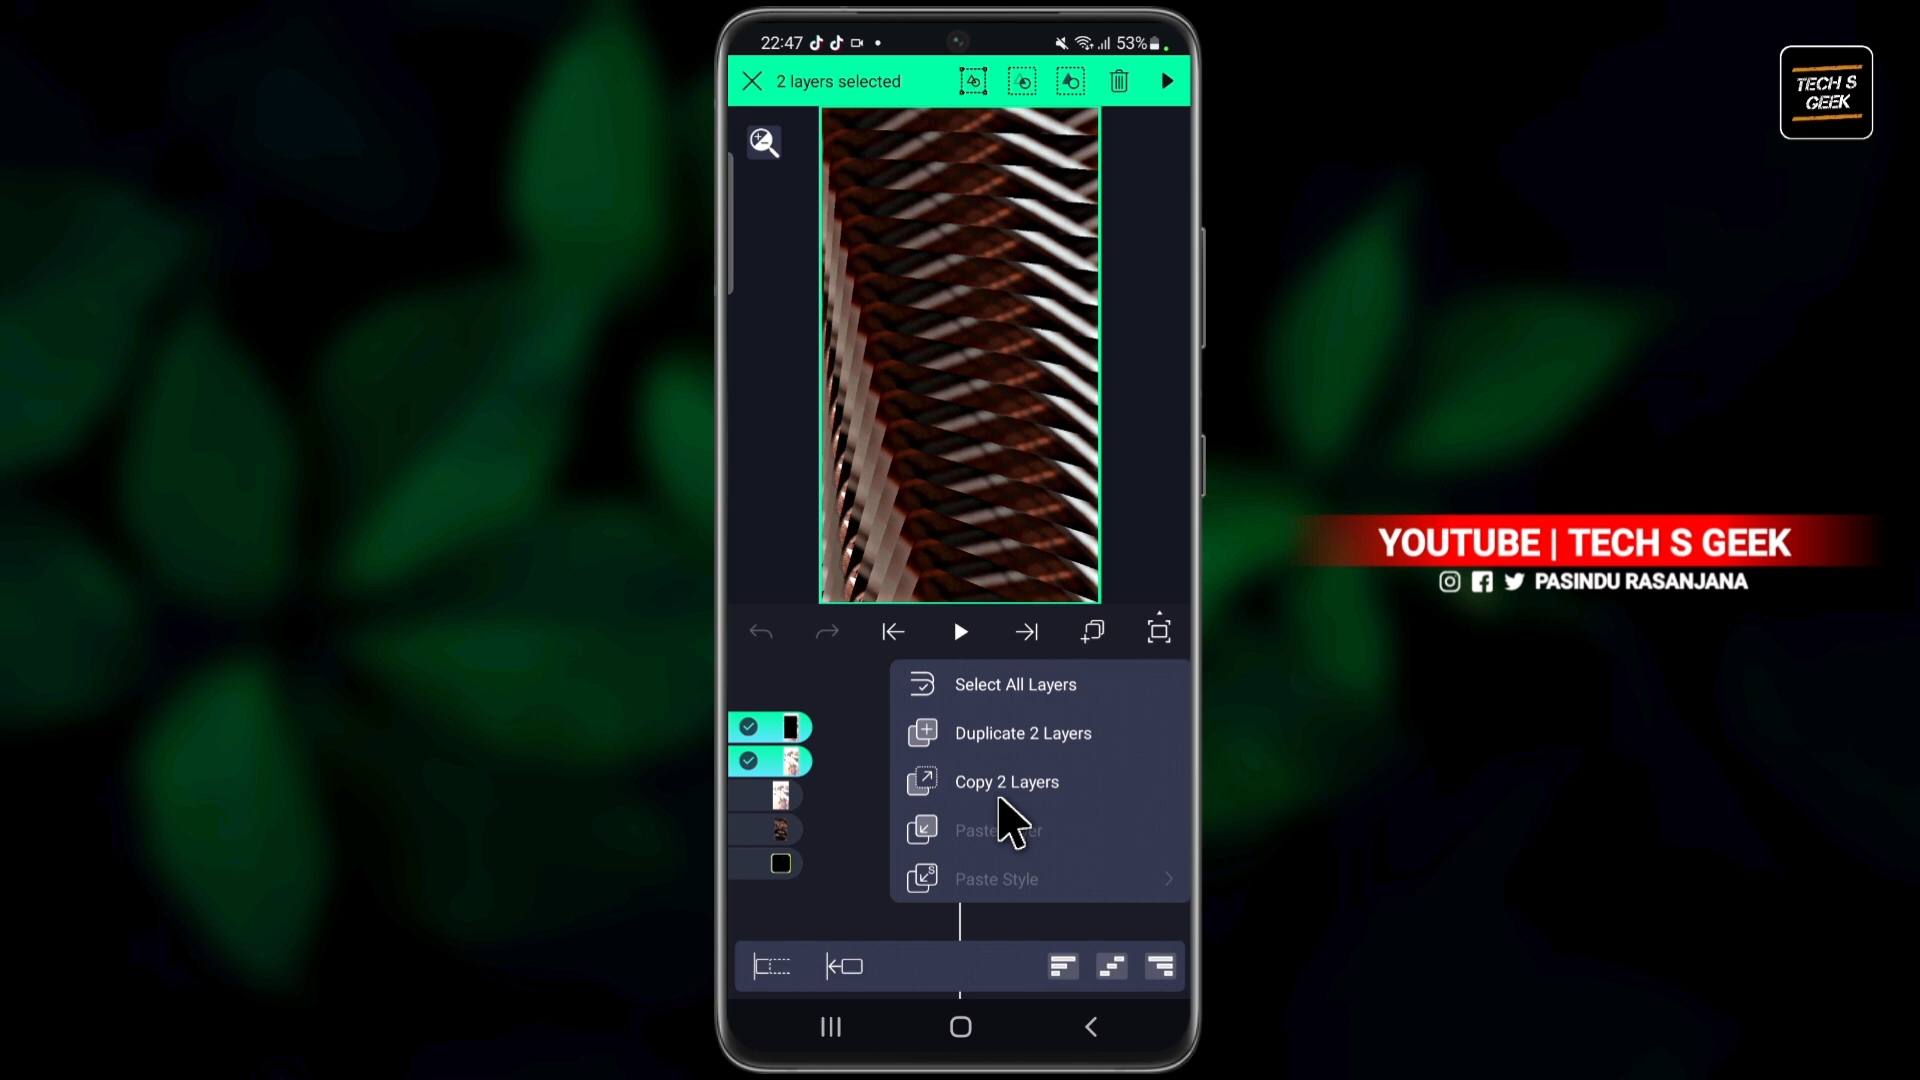 22:47
53%
2 layers selected
TECH S
GEEK
YOUTUBE | TECH S GEEK
PASINDU RASANJANA
Select All Layers
Duplicate 2 Layers
Copy 2 Layers
Paste Style